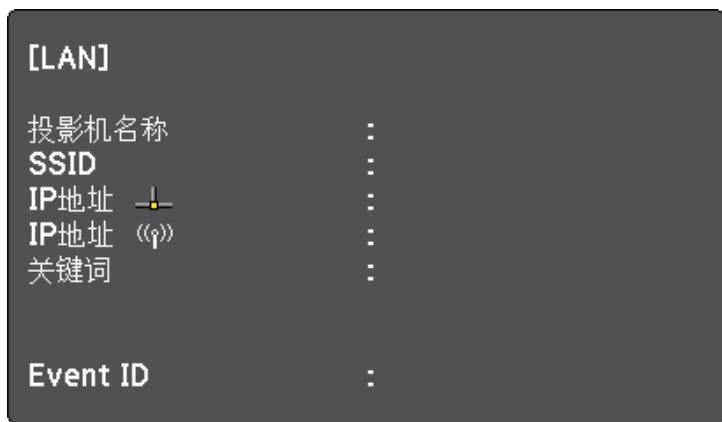 [LAN]
投影机名称 :
SSID :
IP地址 :
IP地址 :
关键词 :
Event ID :